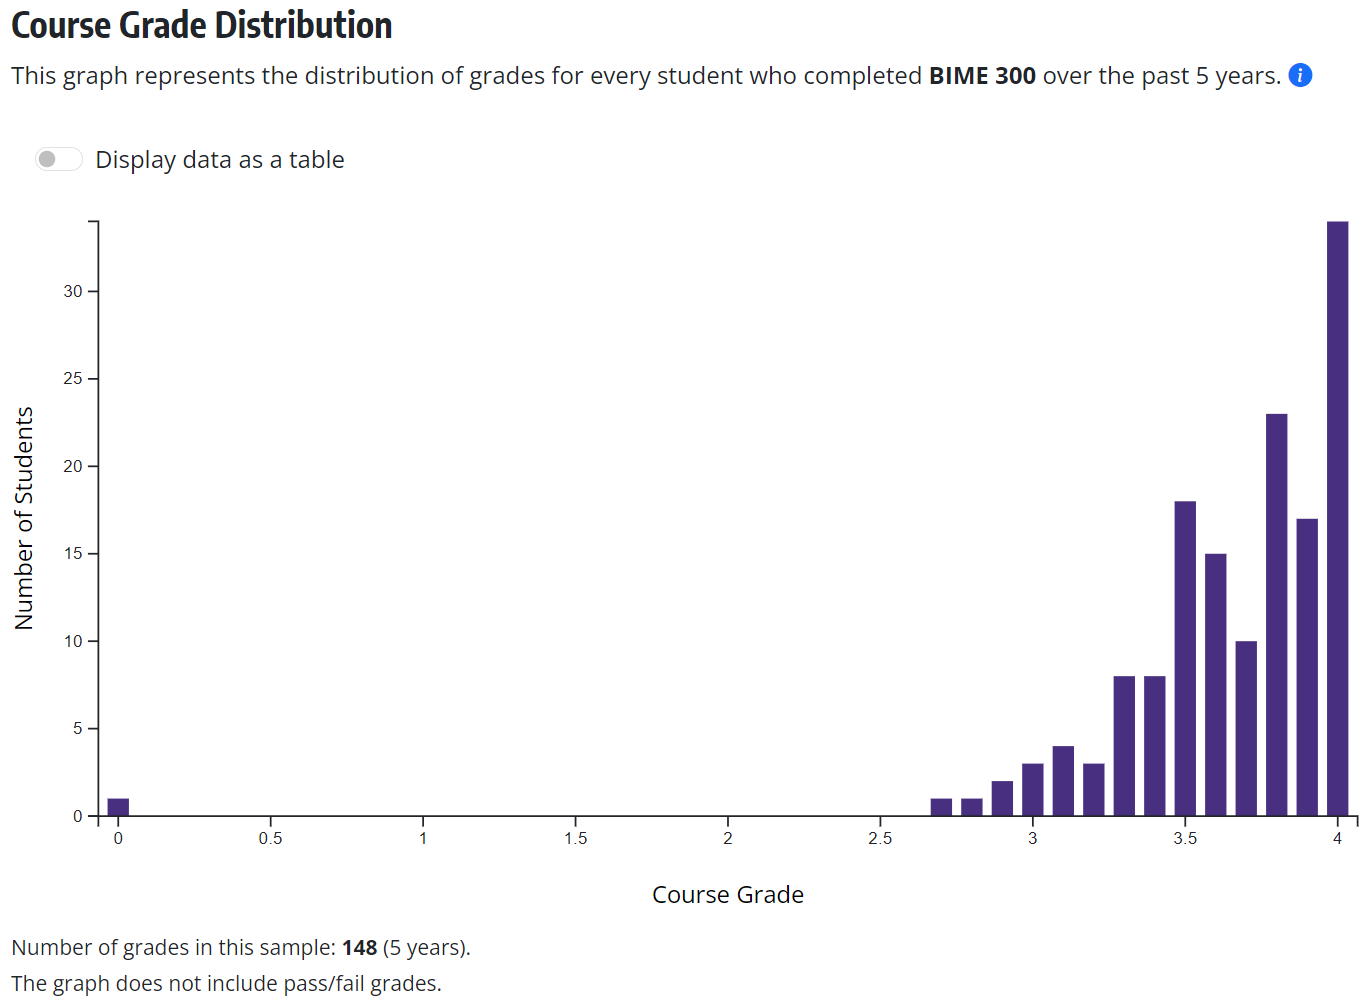 Course Grade Distribution
This graph represents the distribution of grades for every student who completed BIME 300 over the past 5 years. i
Display data as a table
Number of Students
30
25
20
15
10
5
0
0 0.5 1 1.5 2 2.5 3 3.5 4
Course Grade
Number of grades in this sample: 148 (5 years).
The graph does not include pass/fail grades.